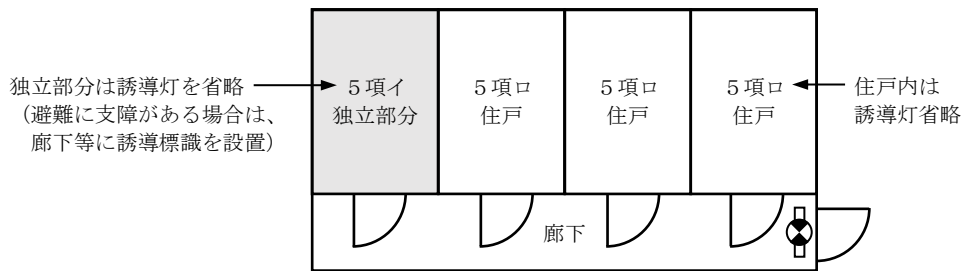 独立部分は誘導灯を省略
（避難に支障がある場合は、
廊下等に誘導標識を設置）
５項イ
独立部分
５項ロ
住戸
５項ロ
住戸
５項ロ
住戸
住戸内は
誘導灯省略
廊下